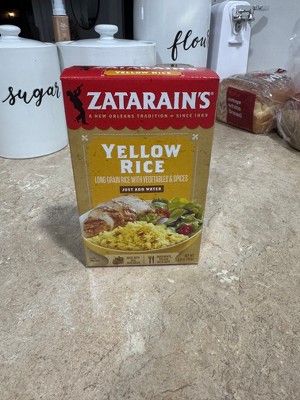 flour
sugar
YELLOW RICE
ZATARAIN'S®
A NEW ORLEANS TRADITION • SINCE 1889
YELLOW
RICE
LONG GRAIN RICE WITH VEGETABLES & SPICES
JUST ADD WATER